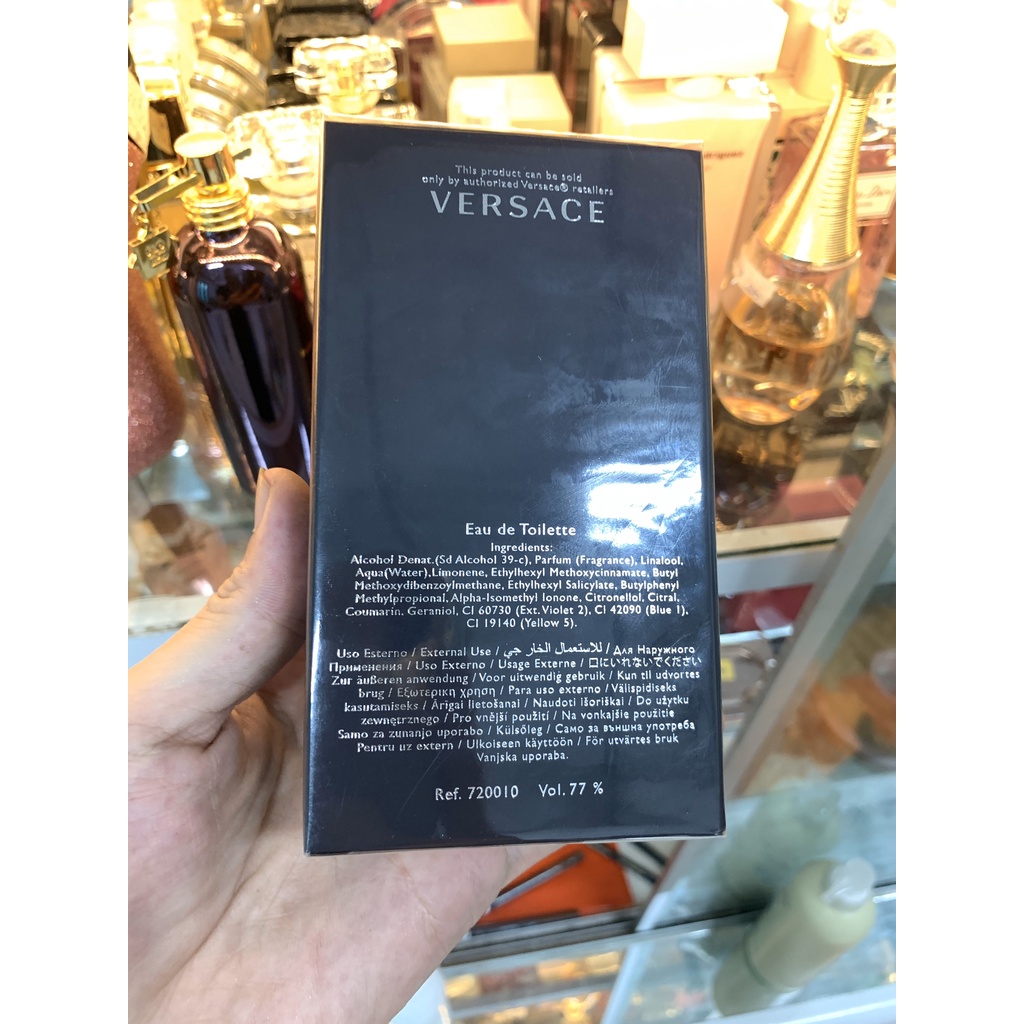 This product can be sold
only by authorized Versace® retailers
VERSACE
Eau de Toilette
Ingredients:
Alcohol Denat.(Sd Alcohol 39-c), Parfum (Fragrance), Linalool,
Aqua(Water),Limonene, Ethylhexyl Methoxycinnamate, Butyl
Methoxydibenzoylmethane, Ethylhexyl Salicylate, Butylphenyl
Methylpropional, Alpha-Isomethyl Ionone, Citronellol, Citral,
Coumarin, Geraniol, CI 60730 (Ext.Violet 2), CI 42090 (Blue 1),
CI 19140 (Yellow 5).
Uso Esterno / External Use / للاستعمال الخار جي / Для Наружного
Применения / Uso Externo / Usage Externe / 口にいれないでください
Zur äußeren anwendung / Voor uitwendig gebruik / Kun til udvortes
brug / Εξωτερικη χρηση / Para uso externo / Välispidiseks
kasutamiseks / Ārigai lietošanai / Naudoti išoriškai / Do użytku
zewnętrznego / Pro vnější použití / Na vonkajšie použitie
Samo za zunanjo uporabo / Külsőleg / Само за външна употреба
Pentru uz extern / Ulkoiseen käyttöön / För utvärtes bruk
Vanjska uporaba.
Ref. 720010 Vol. 77 %